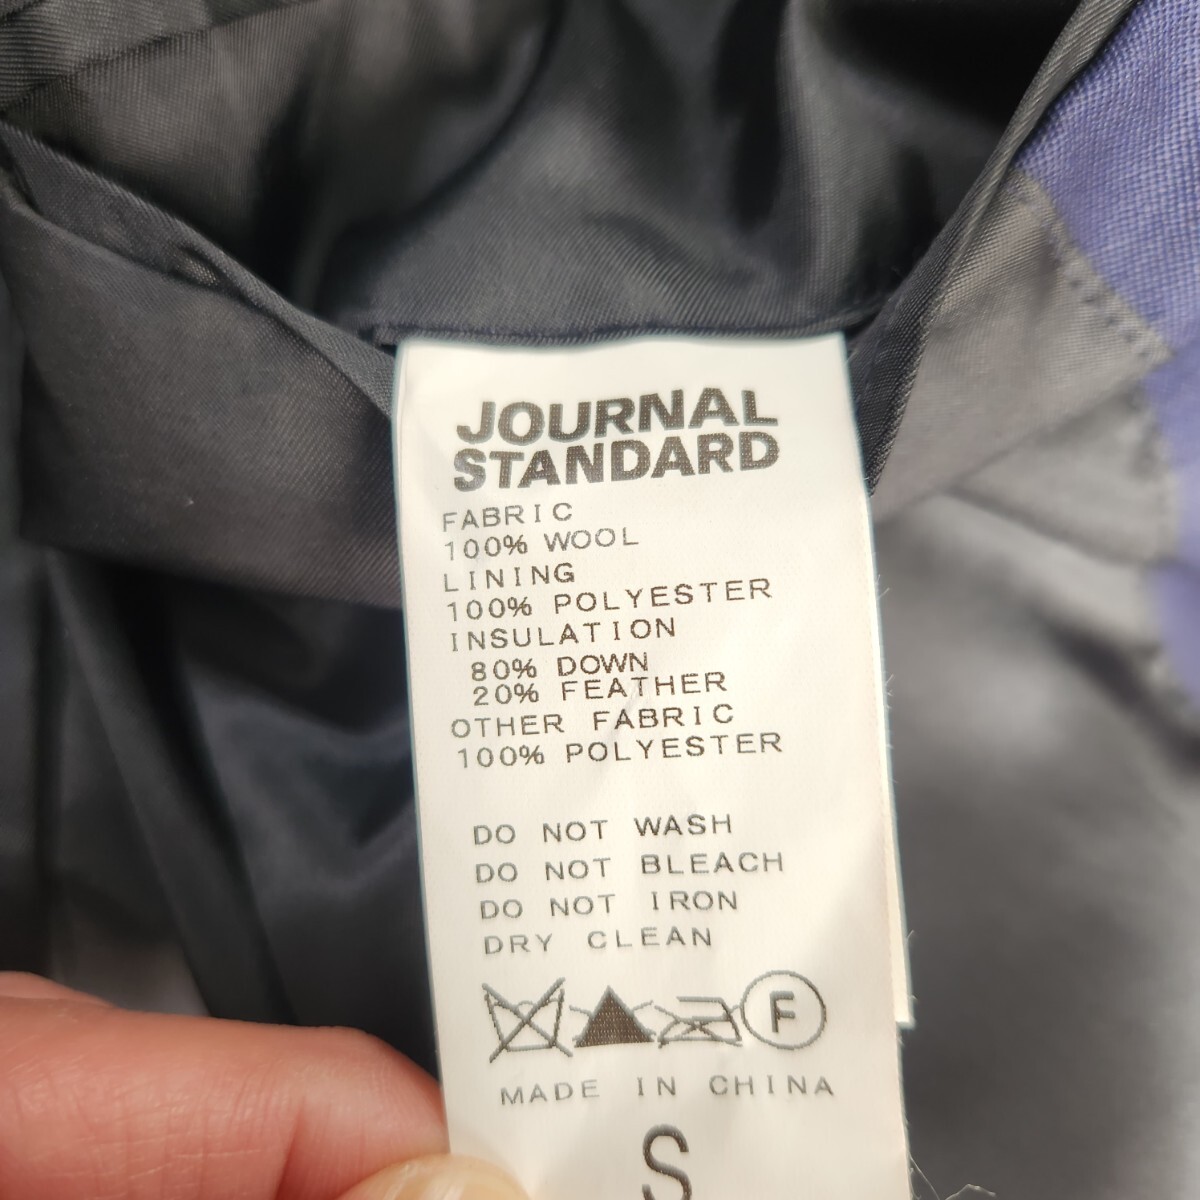 JOURNAL
STANDARD
FABRIC
100% WOOL
LINING
100% POLYESTER
INSULATION
80% DOWN
20% FEATHER
OTHER FABRIC
100% POLYESTER
DO NOT WASH
DO NOT BLEACH
DO NOT IRON
DRY CLEAN
F
MADE IN CHINA
S